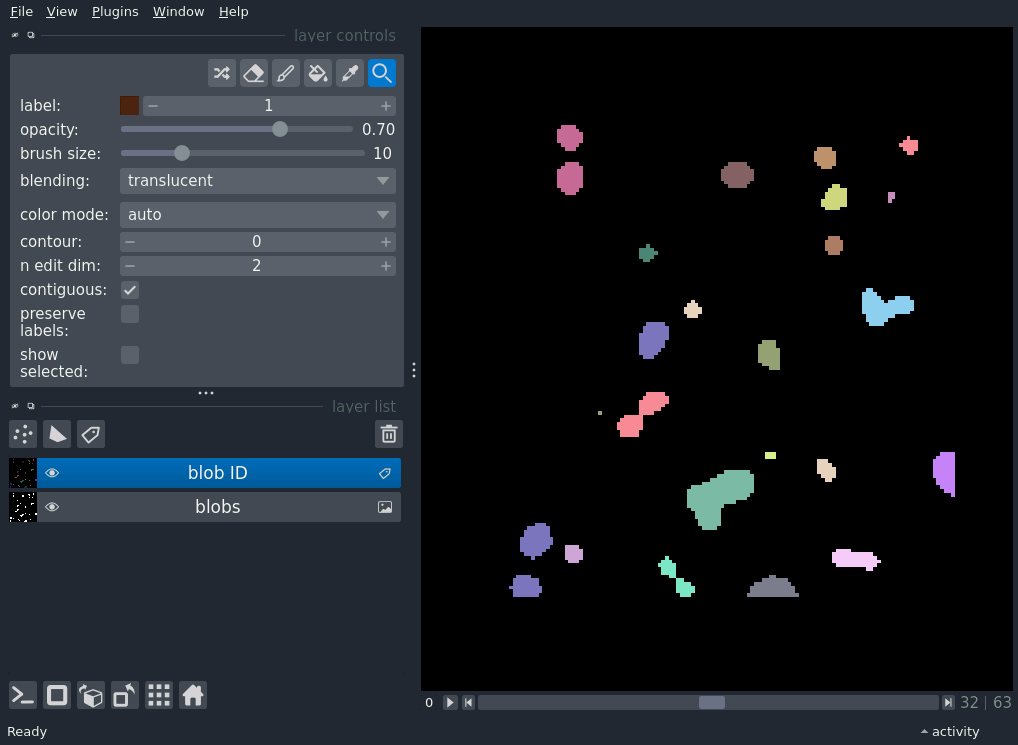 File View Plugins Window Help
layer controls
label: 1
opacity: 0.70
brush size: 10
blending: translucent
color mode: auto
contour: 0
n edit dim: 2
contiguous:
preserve
labels:
show
selected:
layer list
blob ID
blobs
0 32 | 63
Ready activity